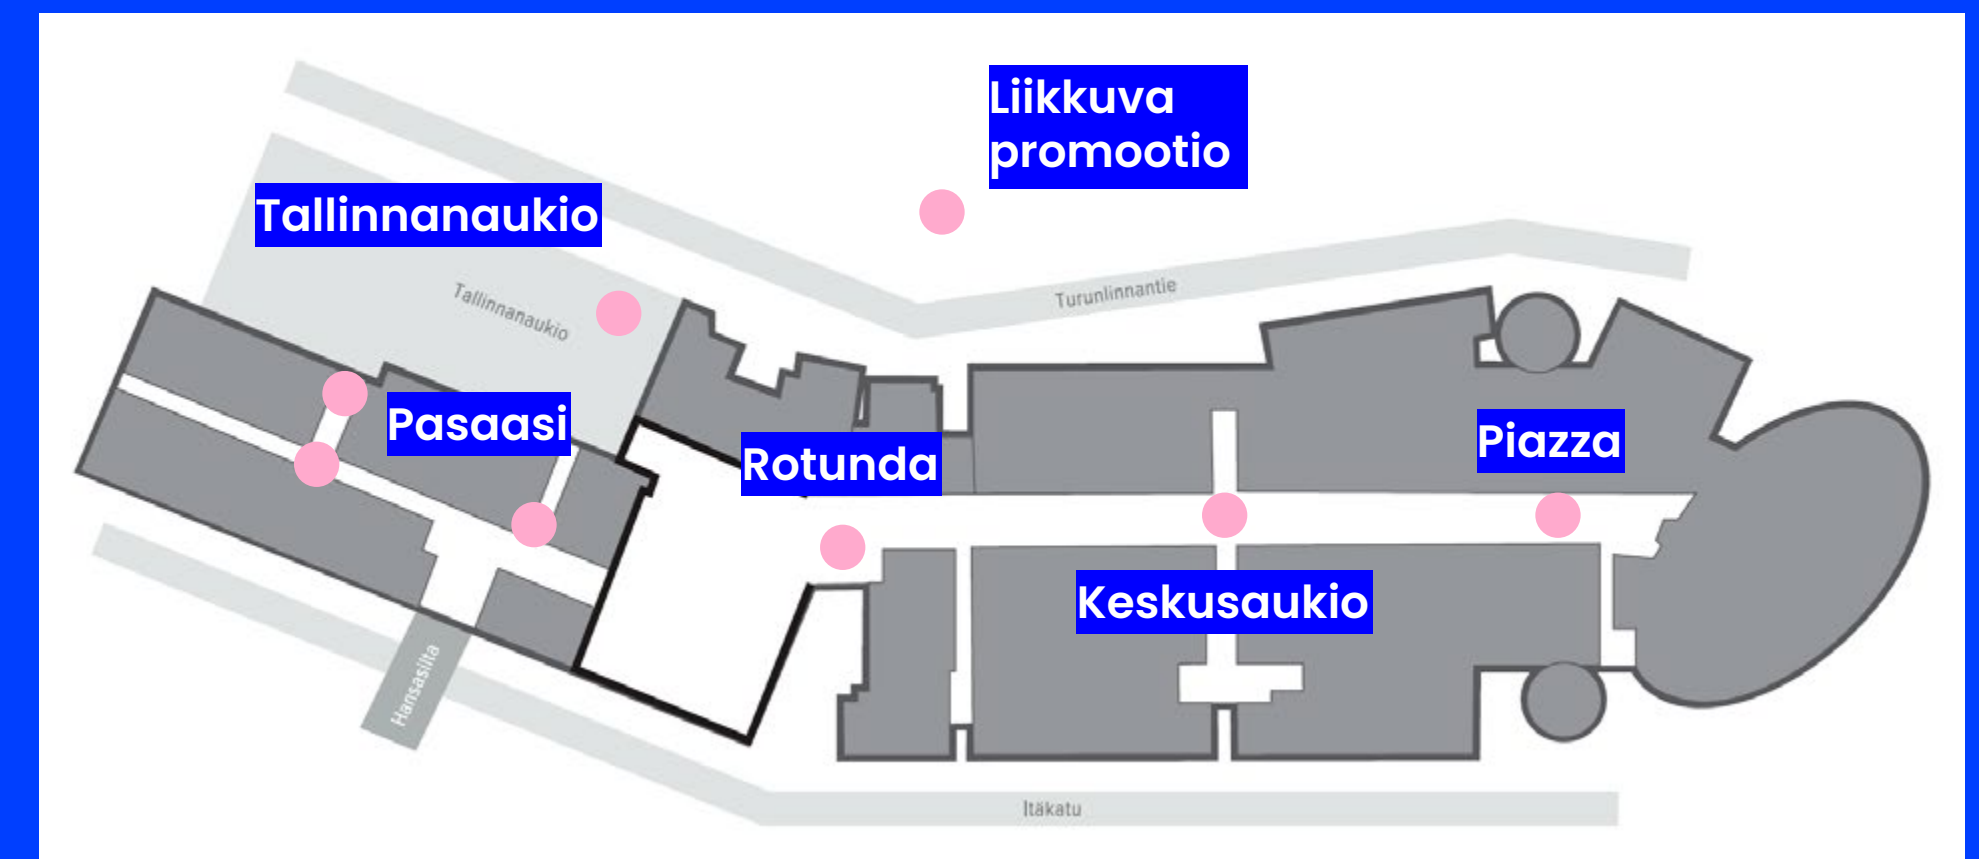 Liikkuva
promootio
Tallinnanaukio
Tallinnanaukio
Turunlinnantie
Pasaasi
Rotunda
Piazza
Keskusaukio
Hansasilta
Itäkatu